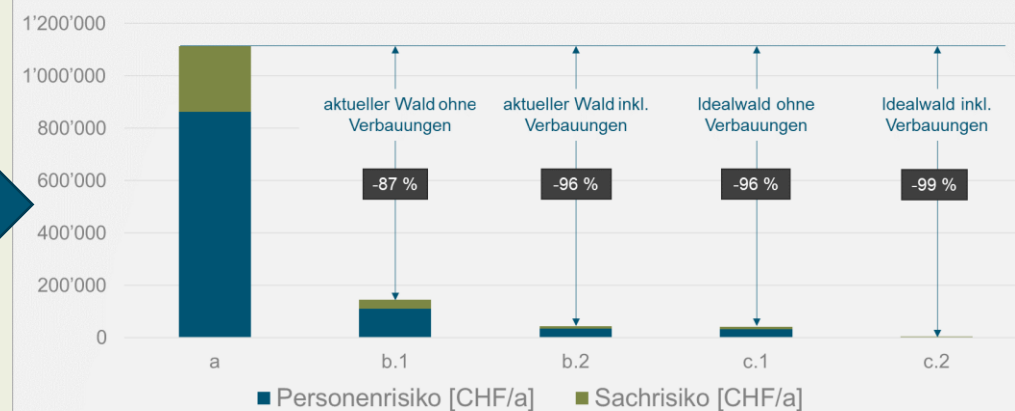 1'200'000
1'000'000
800'000
600'000
400'000
200'000
0
aktueller Wald ohne
Verbauungen
aktueller Wald inkl.
Verbauungen
Idealwald ohne
Verbauungen
Idealwald inkl.
Verbauungen
-87 %
-96 %
-96 %
-99 %
a
b.1
b.2
c.1
c.2
Personenrisiko [CHF/a]
Sachrisiko [CHF/a]